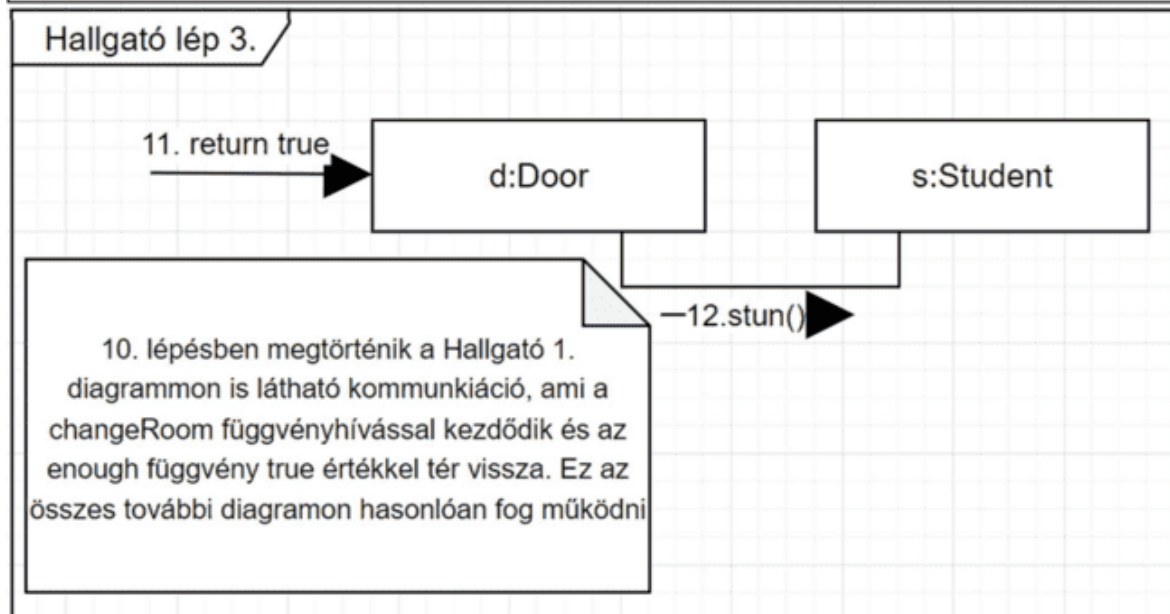 Hallgató lép 3.
11. return true
d:Door
s:Student
12.stun()
10. lépésben megtörténik a Hallgató 1.
diagrammon is látható kommunkiáció, ami a
changeRoom függvényhívással kezdődik és az
enough függvény true értékkel tér vissza. Ez az
összes további diagramon hasonlóan fog működni